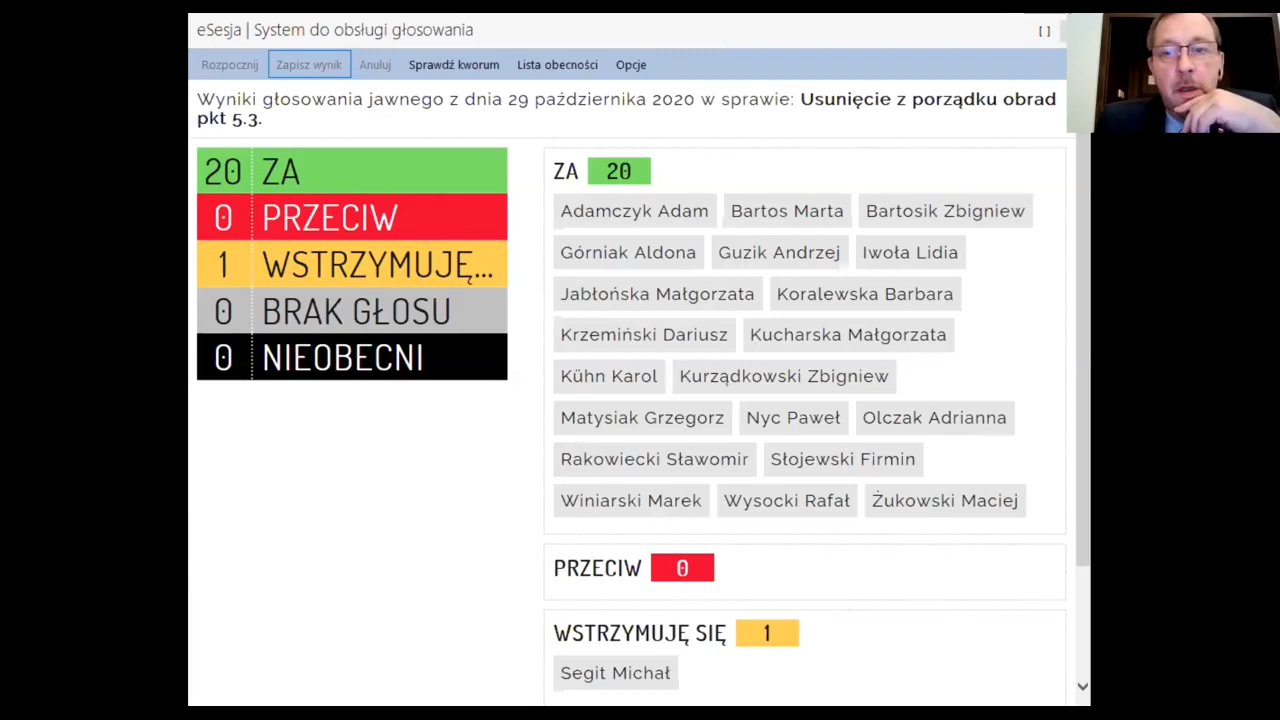 eSesja | System do obsługi głosowania
[ ]
Rozpocznij Zapisz wynik Anuluj Sprawdź kworum Lista obecności Opcje
Wyniki głosowania jawnego z dnia 29 października 2020 w sprawie: Usunięcie z porządku obrad
pkt 5.3.
20 ZA
0 PRZECIW
1 WSTRZYMUJĘ...
0 BRAK GŁOSU
0 NIEOBECNI
ZA 20
Adamczyk Adam Bartos Marta Bartosik Zbigniew
Górniak Aldona Guzik Andrzej Iwoła Lidia
Jabłońska Małgorzata Koralewska Barbara
Krzemiński Dariusz Kucharska Małgorzata
Kühn Karol Kurządkowski Zbigniew
Matysiak Grzegorz Nyc Paweł Olczak Adrianna
Rakowiecki Sławomir Słojewski Firmin
Winiarski Marek Wysocki Rafał Żukowski Maciej
PRZECIW 0
WSTRZYMUJĘ SIĘ 1
Segit Michał